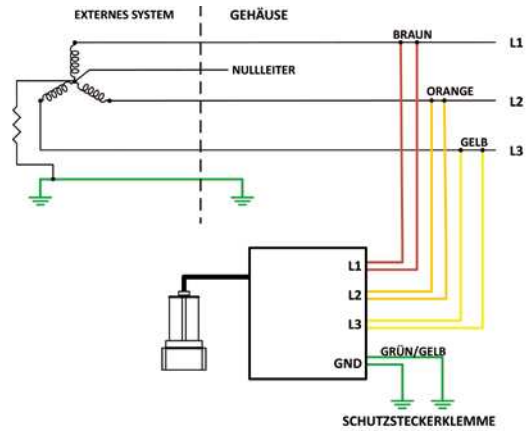 EXTERNES SYSTEM
GEHÄUSE
BRAUN
L1
NULLLEITER
ORANGE
L2
GELB
L3
L1
L2
L3
GRÜN/GELB
GND
SCHUTZSTECKERKLEMME